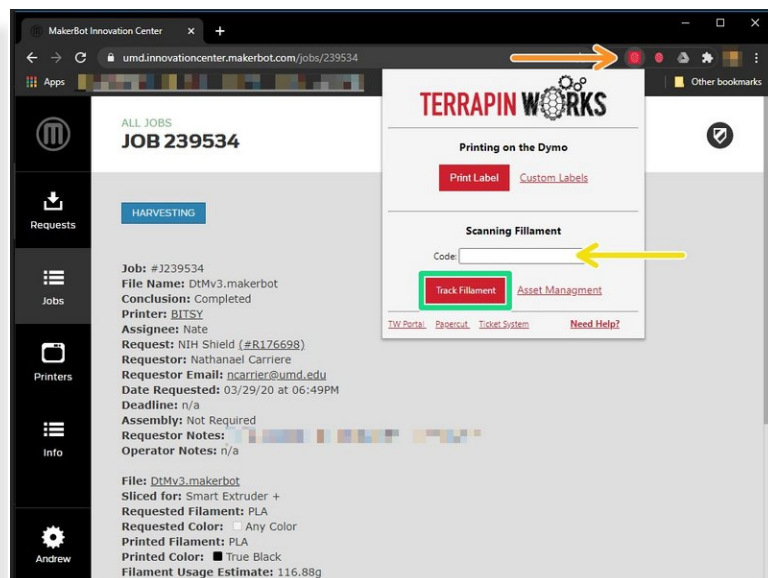 MakerBot Innovation Center
umd.innovationcenter.makerbot.com/jobs/239534
Apps
Other bookmarks
ALL JOBS
JOB 239534
Requests
Jobs
Printers
Info
Andrew
HARVESTING
Job: #J239534
File Name: DtMv3.makerbot
Conclusion: Completed
Printer: BITSY
Assignee: Nate
Request: NIH Shield (#R176698)
Requestor: Nathanael Carriere
Requestor Email: ncarrier@umd.edu
Date Requested: 03/29/20 at 06:49PM
Deadline: n/a
Assembly: Not Required
Requestor Notes:
Operator Notes: n/a
File: DtMv3.makerbot
Sliced for: Smart Extruder +
Requested Filament: PLA
Requested Color: Any Color
Printed Filament: PLA
Printed Color: True Black
Filament Usage Estimate: 116.88g
TERRAPIN WORKS
Printing on the Dymo
Print Label Custom Labels
Scanning Fillament
Code:
Track Fillament Asset Managment
TW Portal Papercut Ticket System Need Help?